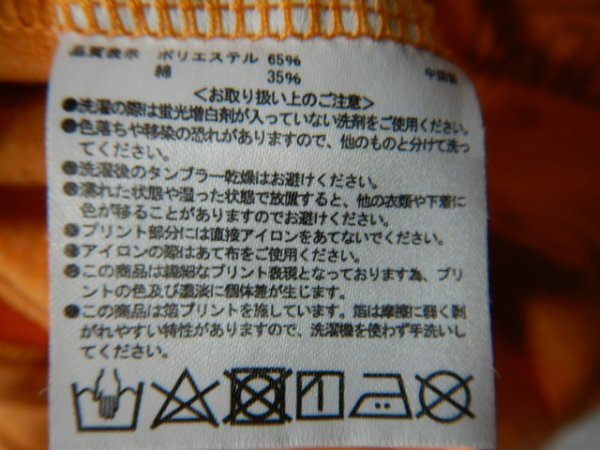 品質表示 ポリエステル 65%
綿 35%
中国製
<お取り扱い上のご注意>
●洗濯の際は蛍光増白剤が入っていない洗剤をご使用ください。
●色落ちや移染の恐れがありますので、他のものと分けて洗っ
てください。
●洗濯後のタンブラー乾燥はお避けください。
●濡れた状態や湿った状態で放置すると、他の衣類や下着に
色が移ることがありますのでお避けください。
●プリント部分には直接アイロンをあてないでください。
●アイロンの際はあて布をご使用ください。
●この商品は繊細なプリント表現となっております為、プリ
ントの色及び濃淡に個体差が生じます。
●この商品は箔プリントを施しています。箔は摩擦に弱く剥
がれやすい特性がありますので、洗濯機を使わず手洗いし
てください。